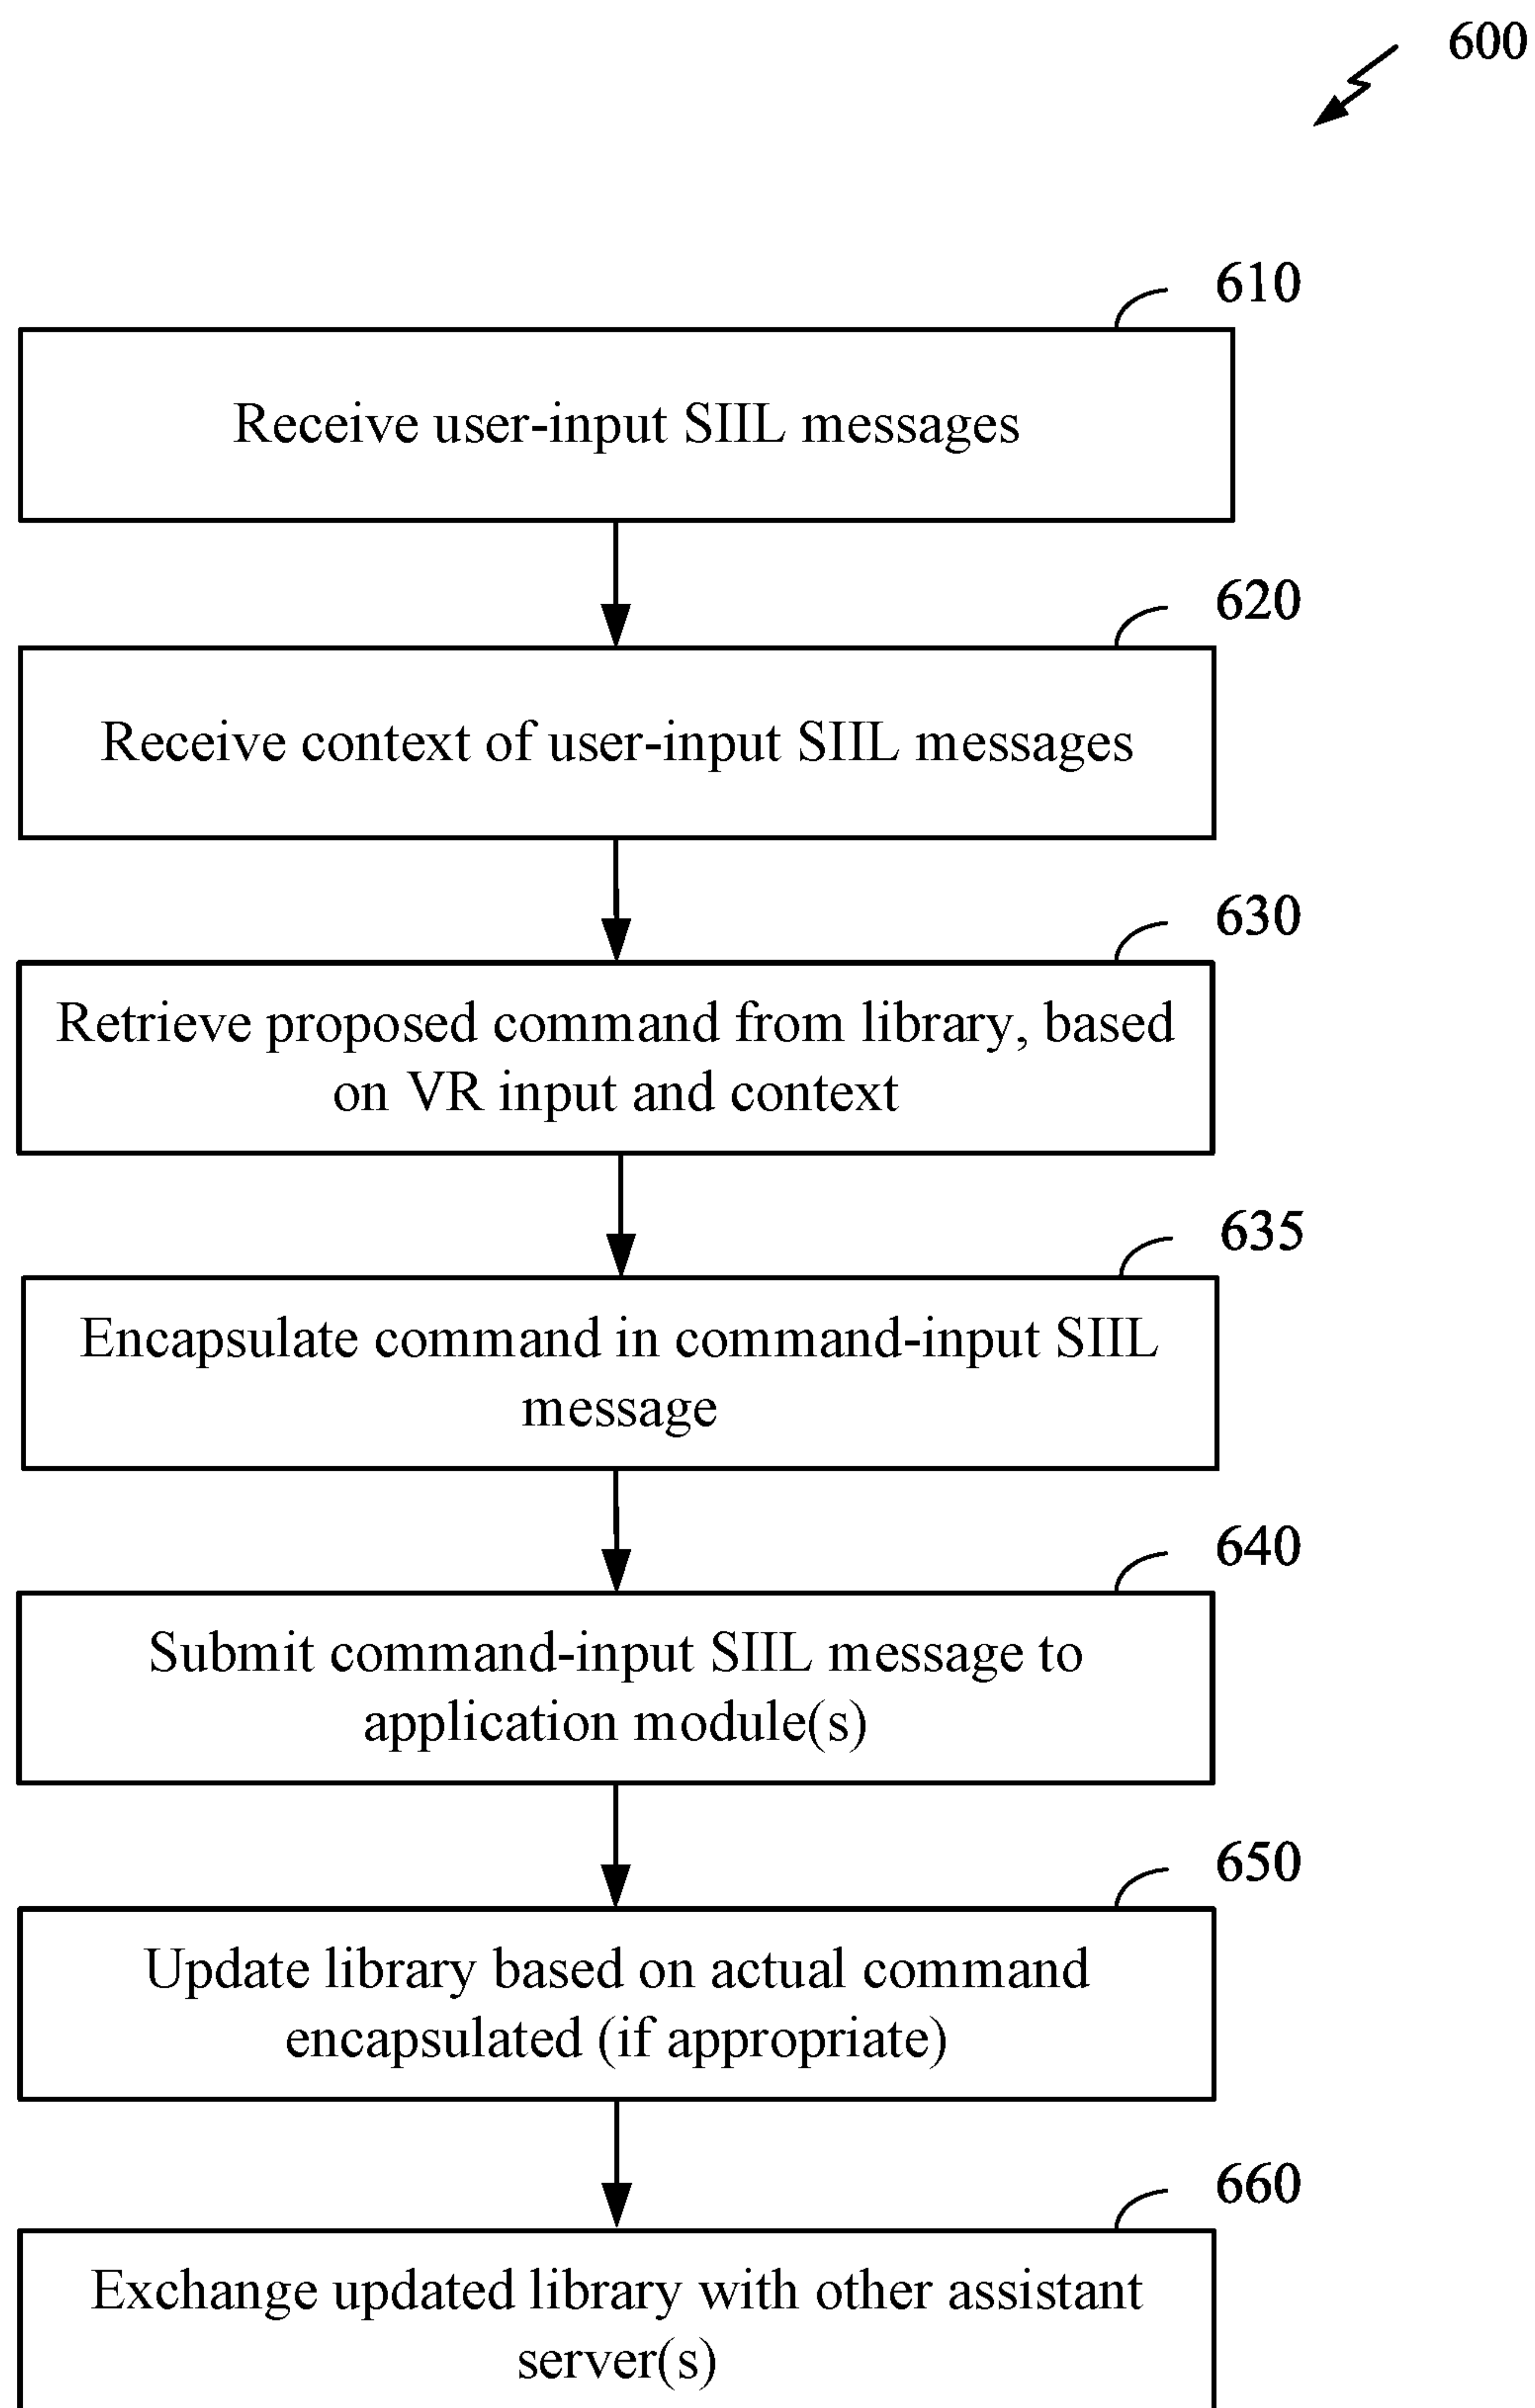 600
610
Receive user-input SIIL messages
620
Receive context of user-input SIIL messages
630
Retrieve proposed command from library, based
on VR input and context
635
Encapsulate command in command-input SIIL
message
640
Submit command-input SIIL message to
application module(s)
650
Update library based on actual command
encapsulated (if appropriate)
660
Exchange updated library with other assistant
server(s)